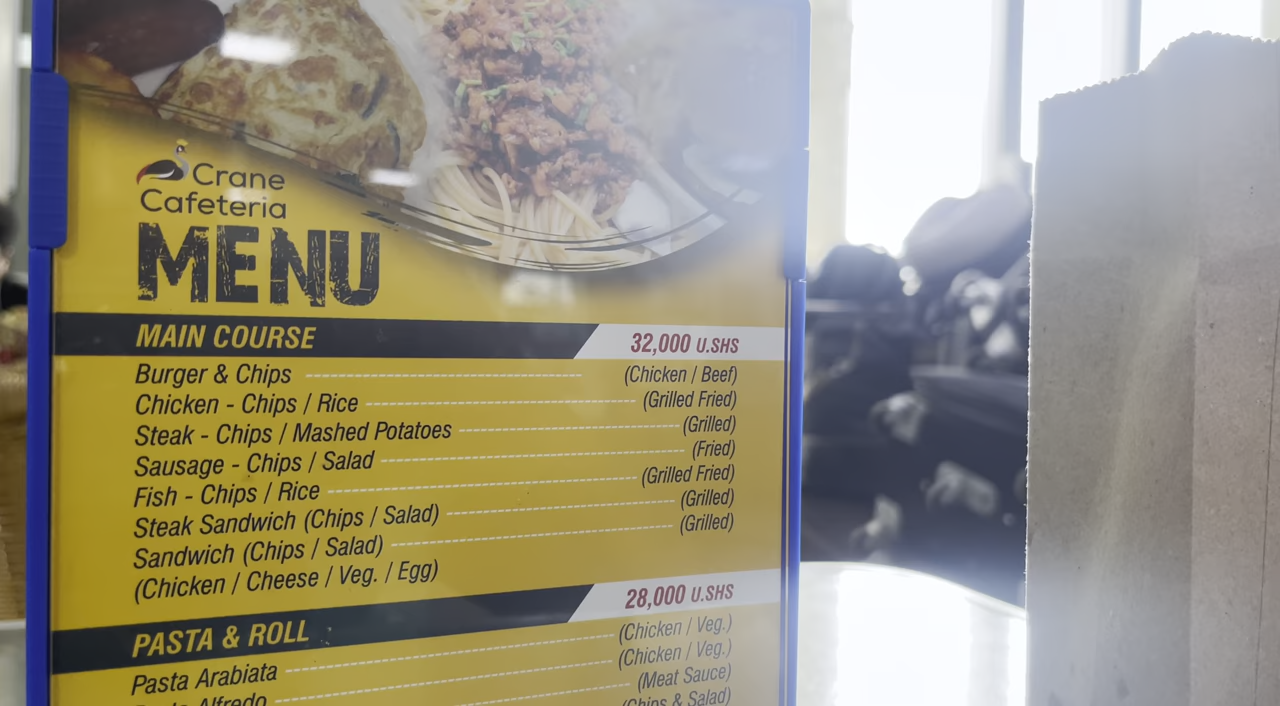 Crane
Cafeteria
MENU
MAIN COURSE 32,000 U.SHS
Burger & Chips (Chicken / Beef)
Chicken - Chips / Rice (Grilled Fried)
Steak - Chips / Mashed Potatoes (Grilled)
Sausage - Chips / Salad (Fried)
Fish - Chips / Rice (Grilled Fried)
Steak Sandwich (Chips / Salad) (Grilled)
Sandwich (Chips / Salad) (Grilled)
(Chicken / Cheese / Veg. / Egg)
PASTA & ROLL 28,000 U.SHS
Pasta Arabiata (Chicken / Veg.)
Alfredo (Chicken / Veg.)
(Meat Sauce)
(Chips & Salad)